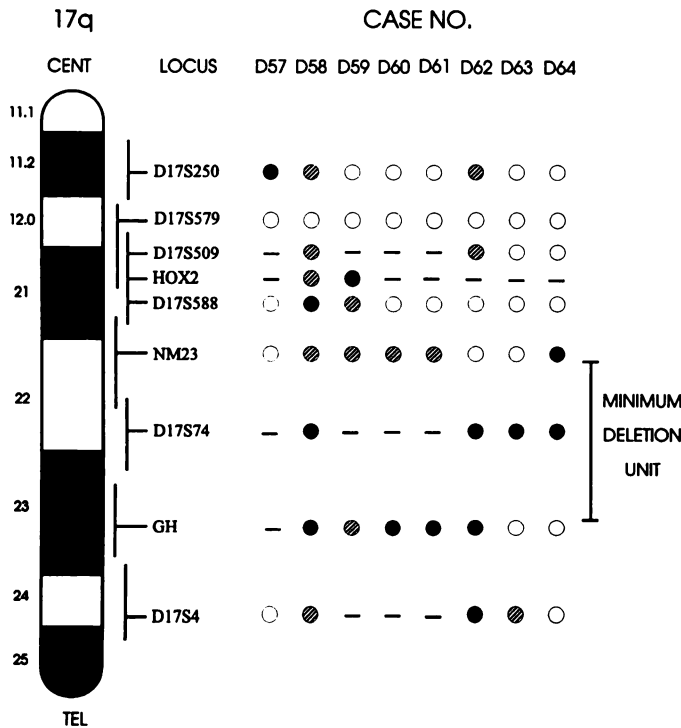 17q CASE NO.
CENT LOCUS D57 D58 D59 D60 D61 D62 D63 D64
11.1
11.2 D17S250
12.0 D17S579
D17S509
21 HOX2
D17S588
NM23
22 MINIMUM
D17S74 DELETION
UNIT
23 GH
24 D17S4
25
TEL